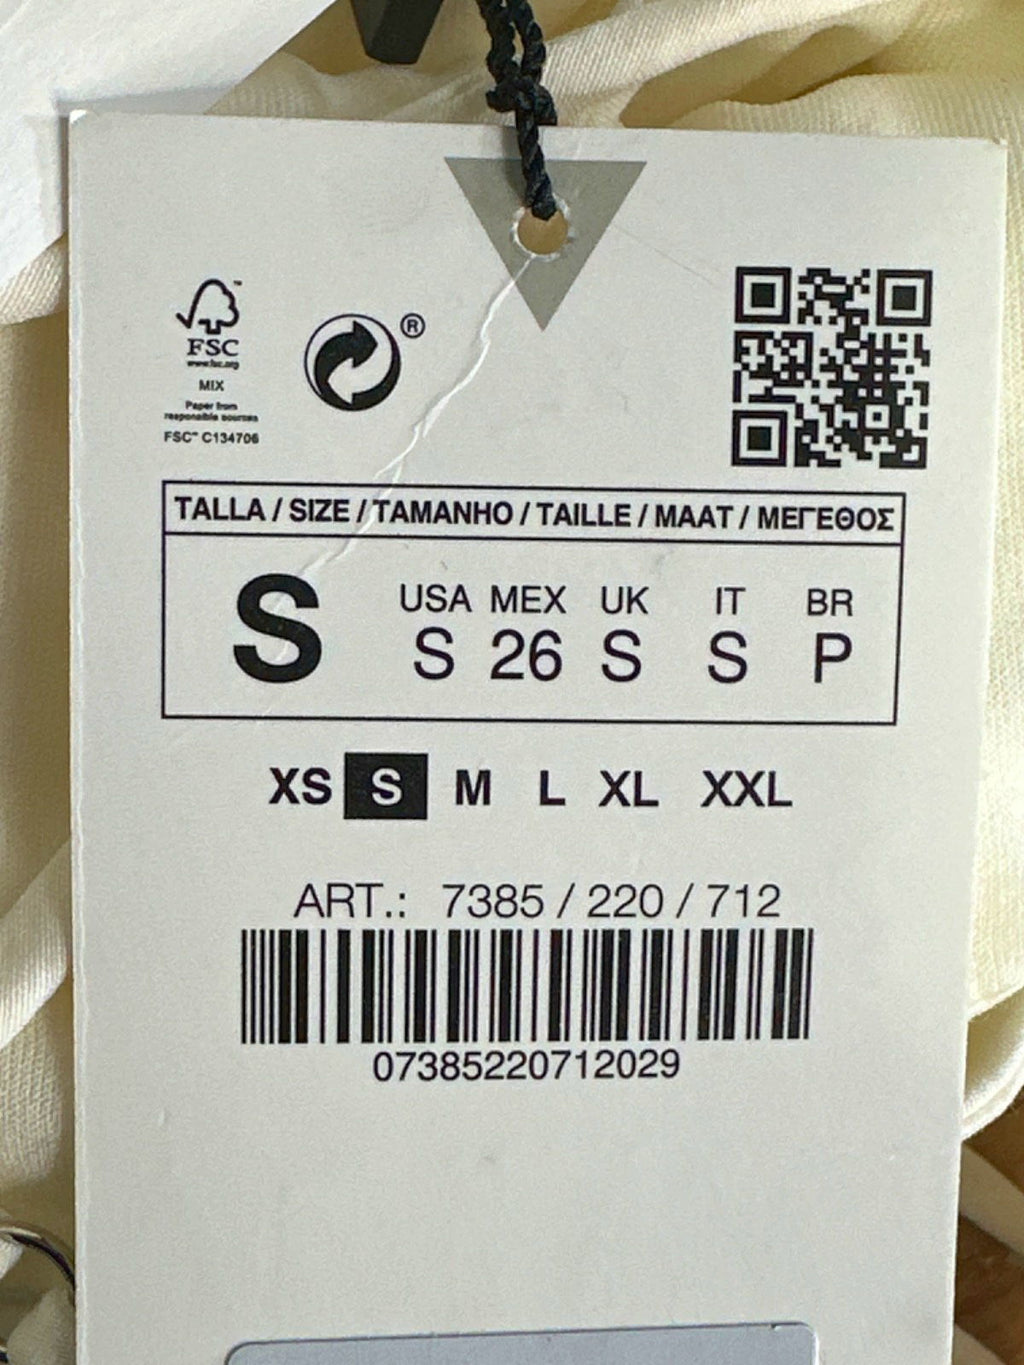 FSC™
www.fsc.org
MIX
Paper from
responsible sources
FSC™ C134706
®
TALLA / SIZE / TAMANHO / TAILLE / MAAT / ΜΕΓΕΘΟΣ
S
USA MEX UK IT BR
S 26 S S P
XS S M L XL XXL
ART.: 7385 / 220 / 712
07385220712029